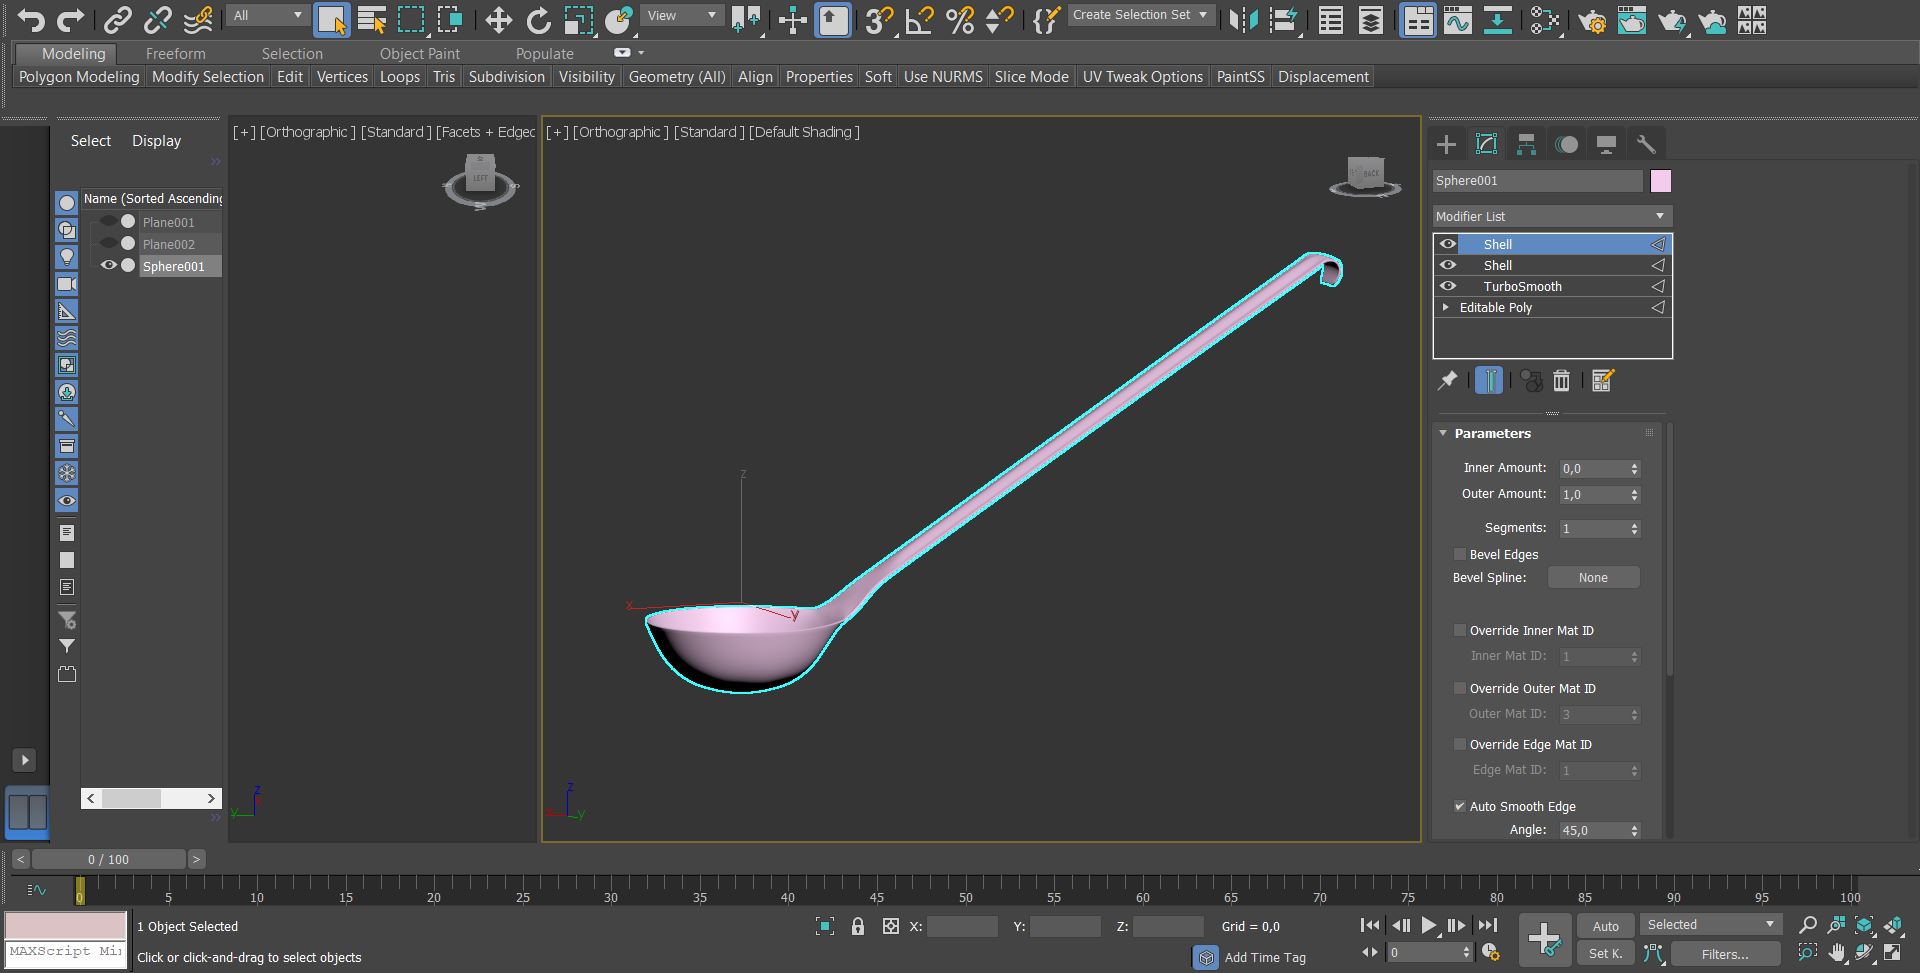 All
View
Create Selection Set
Modeling Freeform Selection Object Paint Populate
Polygon Modeling Modify Selection Edit Vertices Loops Tris Subdivision Visibility Geometry (All) Align Properties Soft Use NURMS Slice Mode UV Tweak Options PaintSS Displacement
Select Display
Name (Sorted Ascending
Plane001
Plane002
Sphere001
[+] [Orthographic ] [Standard ] [Facets + Edged
LEFT
[+] [Orthographic ] [Standard ] [Default Shading ]
BACK
z
x
y
z
y
z
x
y
Sphere001
Modifier List
Shell
Shell
TurboSmooth
Editable Poly
Parameters
Inner Amount: 0,0
Outer Amount: 1,0
Segments: 1
Bevel Edges
Bevel Spline: None
Override Inner Mat ID
Inner Mat ID: 1
Override Outer Mat ID
Outer Mat ID: 3
Override Edge Mat ID
Edge Mat ID: 1
Auto Smooth Edge
Angle: 45,0
< 0 / 100 >
0 5 10 15 20 25 30 35 40 45 50 55 60 65 70 75 80 85 90 95 100
1 Object Selected
X: Y: Z: Grid = 0,0
Auto Selected
MAXScript Mi
Click or click-and-drag to select objects
Add Time Tag
0
Set K. Filters...